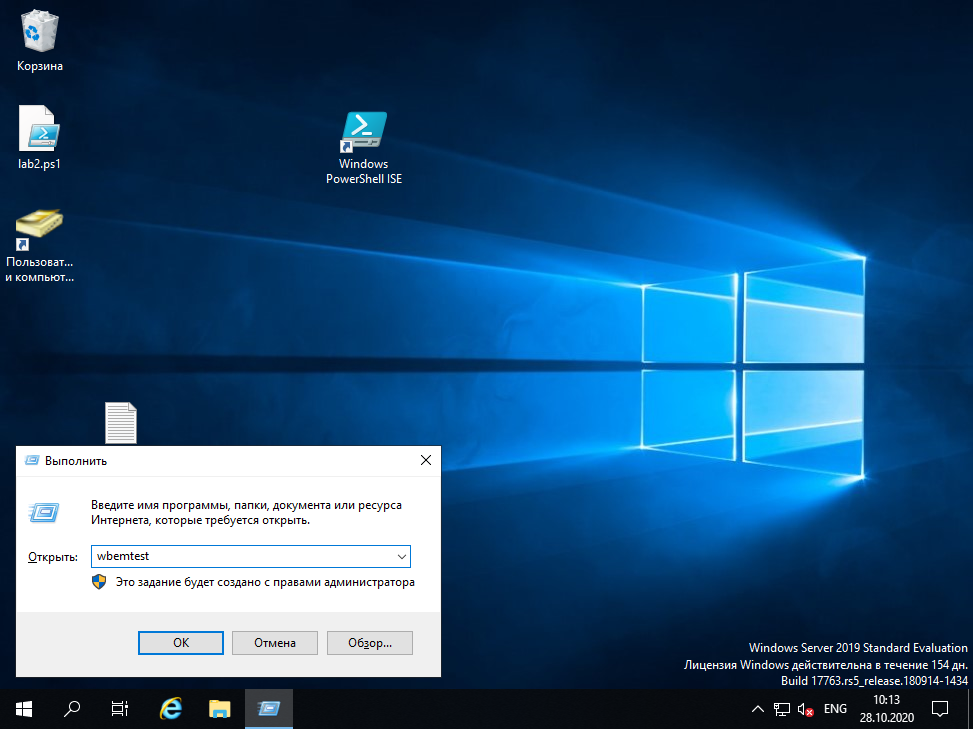 Корзина
lab2.ps1
Windows
PowerShell ISE
Пользоват...
и компьют...
Выполнить
Введите имя программы, папки, документа или ресурса
Интернета, которые требуется открыть.
Открыть:
wbemtest
Это задание будет создано с правами администратора
ОК
Отмена
Обзор...
Windows Server 2019 Standard Evaluation
Лицензия Windows действительна в течение 154 дн.
Build 17763.rs5_release.180914-1434
ENG
10:13
28.10.2020